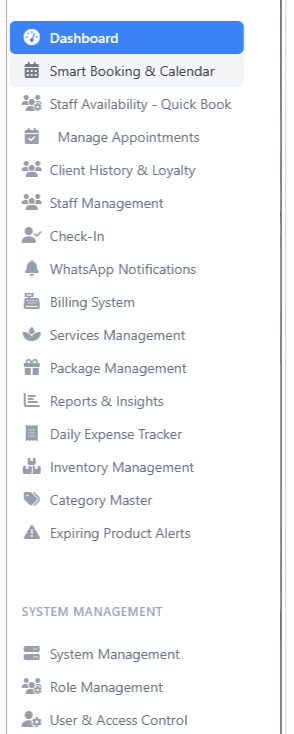 Dashboard
Smart Booking & Calendar
Staff Availability - Quick Book
Manage Appointments
Client History & Loyalty
Staff Management
Check-In
WhatsApp Notifications
Billing System
Services Management
Package Management
Reports & Insights
Daily Expense Tracker
Inventory Management
Category Master
Expiring Product Alerts
SYSTEM MANAGEMENT
System Management
Role Management
User & Access Control